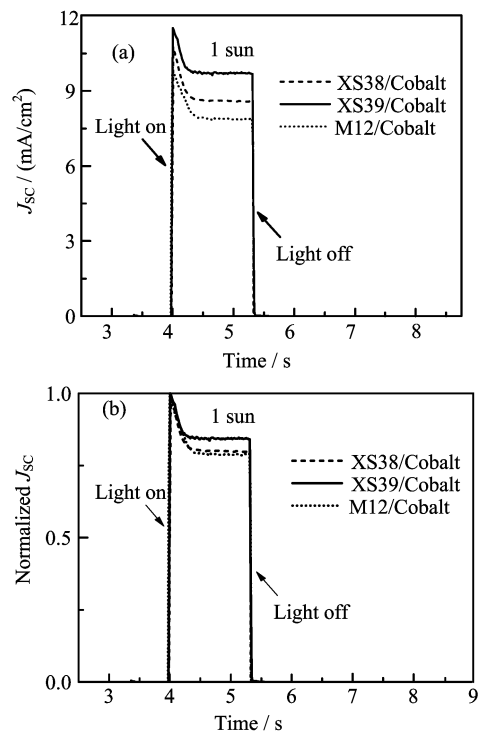 12
(a)
1 sun
XS38/Cobalt
9
XS39/Cobalt
Light on
M12/Cobalt
J_SC / (mA/cm²)
6
3
Light off
0
3 4 5 6 7 8
Time / s
1.0
(b)
1 sun
XS38/Cobalt
Light on
XS39/Cobalt
M12/Cobalt
Normalized J_SC
0.5
Light off
0.0
3 4 5 6 7 8 9
Time / s